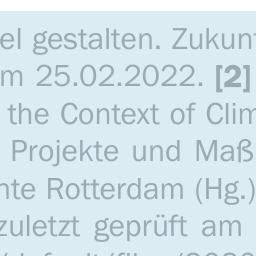 el gestalten. Zukun
m 25.02.2022. [2]
the Context of Clim
Projekte und Maß
nte Rotterdam (Hg.)
zuletzt geprüft am